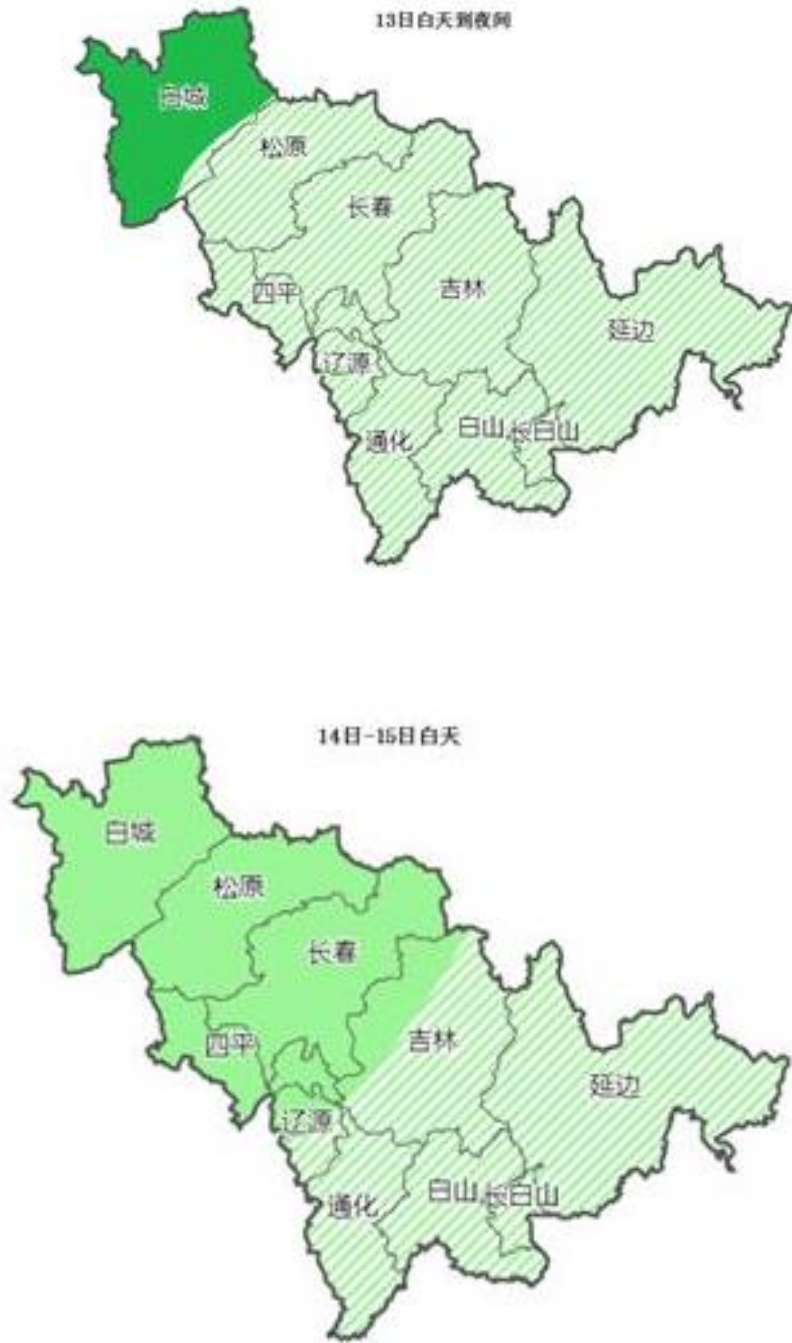 13日白天到夜间
白城
松原
长春
四平
吉林
延边
辽源
通化
白山
长白山
14日-15日白天
白城
松原
长春
四平
吉林
延边
辽源
通化
白山
长白山